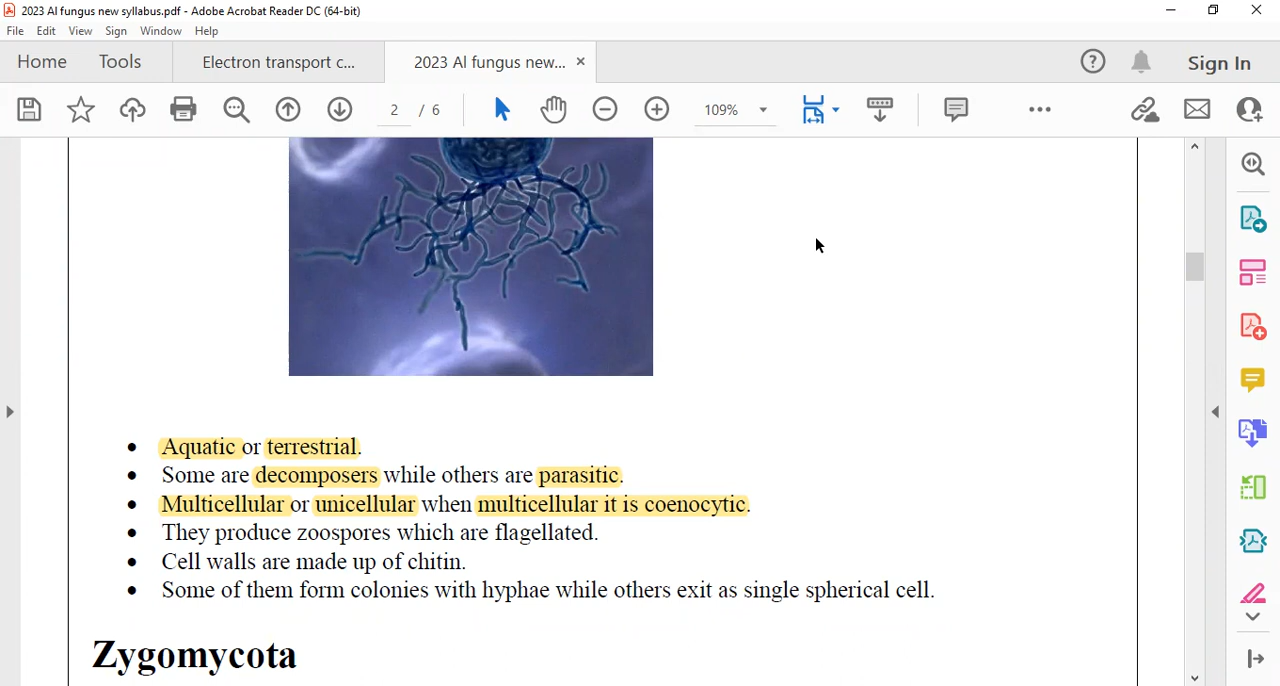 2023 Al fungus new syllabus.pdf - Adobe Acrobat Reader DC (64-bit)
File Edit View Sign Window Help
Home Tools Electron transport c... 2023 Al fungus new... × Sign In
2 / 6 109%
• Aquatic or terrestrial.
• Some are decomposers while others are parasitic.
• Multicellular or unicellular when multicellular it is coenocytic.
• They produce zoospores which are flagellated.
• Cell walls are made up of chitin.
• Some of them form colonies with hyphae while others exit as single spherical cell.
Zygomycota